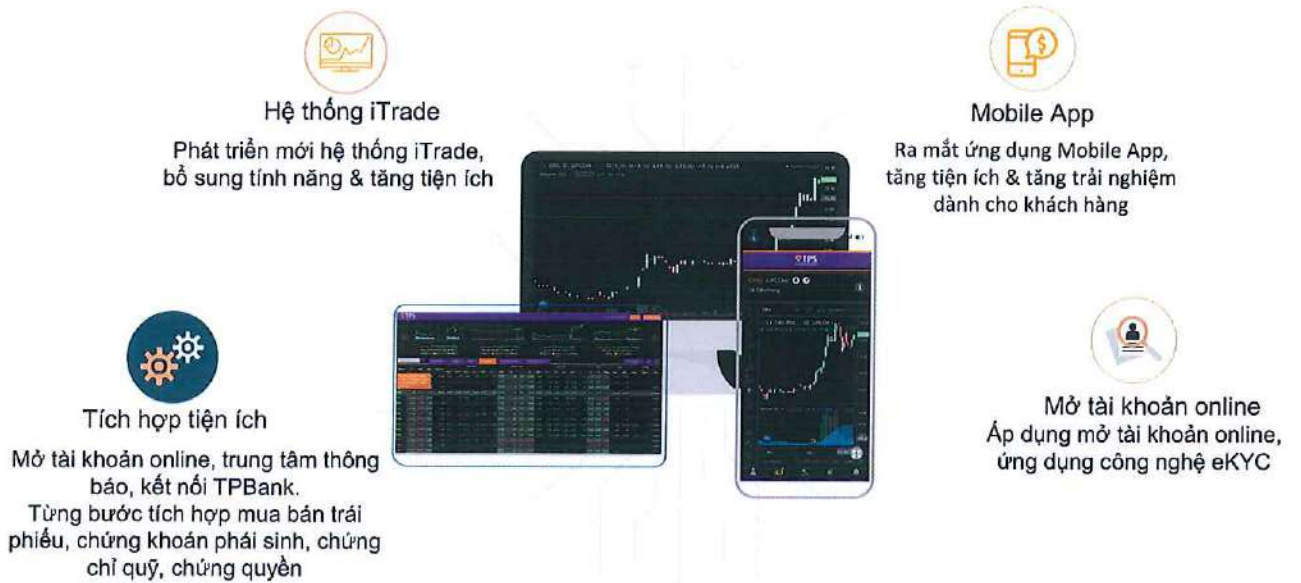 Hệ thống iTrade
Phát triển mới hệ thống iTrade,
bổ sung tính năng & tăng tiện ích
Mobile App
Ra mắt ứng dụng Mobile App,
tăng tiện ích & tăng trải nghiệm
dành cho khách hàng
TPS
TPS
Tích hợp tiện ích
Mở tài khoản online, trung tâm thông
báo, kết nối TPBank.
Từng bước tích hợp mua bán trái
phiếu, chứng khoán phái sinh, chứng
chỉ quỹ, chứng quyền
Mở tài khoản online
Áp dụng mở tài khoản online,
ứng dụng công nghệ eKYC